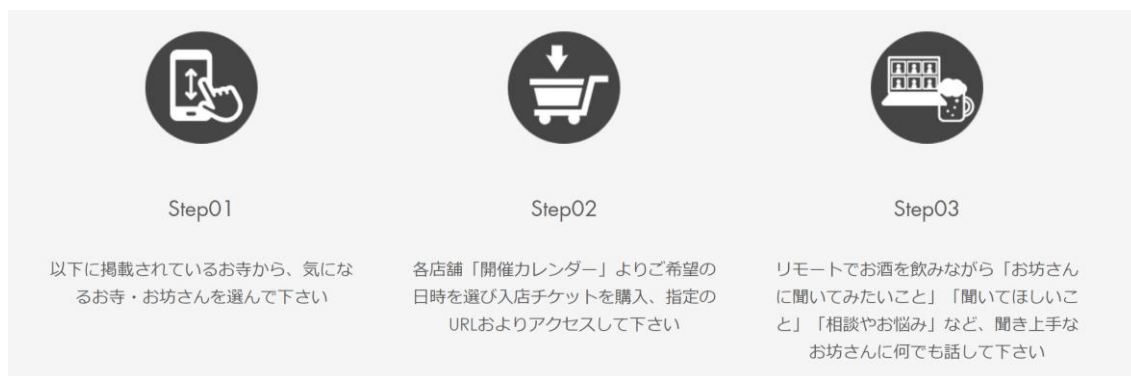 Step01
以下に掲載されているお寺から、気にな
るお寺・お坊さんを選んで下さい
Step02
各店舗「開催カレンダー」よりご希望の
日時を選び入店チケットを購入、指定の
URLおよりアクセスして下さい
Step03
リモートでお酒を飲みながら「お坊さん
に聞いてみたいこと」「聞いてほしいこ
と」「相談やお悩み」など、聞き上手な
お坊さんに何でも話して下さい